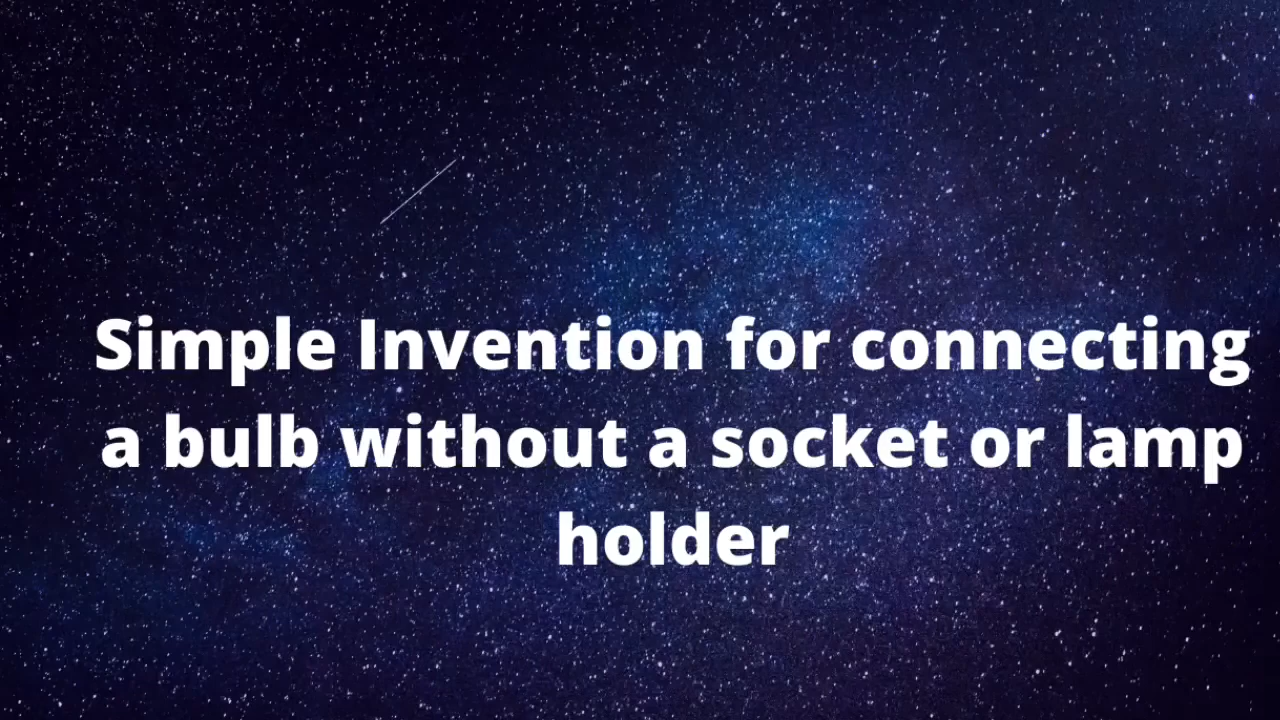 Simple Invention for connecting
a bulb without a socket or lamp
holder